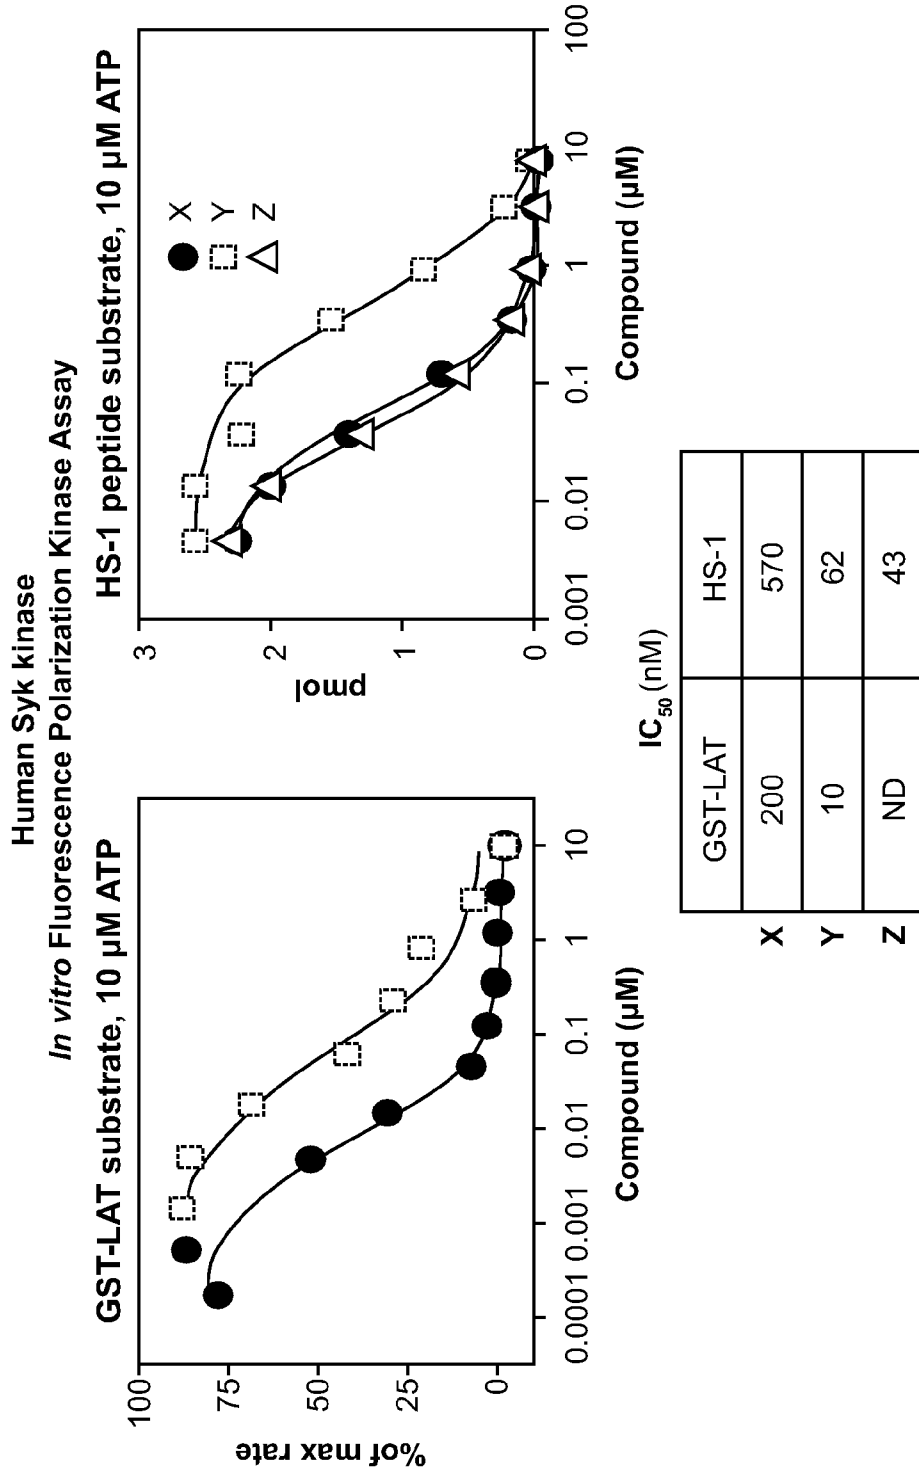 Human Syk kinase
In vitro Fluorescence Polarization Kinase Assay
GST-LAT substrate, 10 µM ATP
100
75
50
25
0
%of max rate
0.0001 0.001 0.01 0.1 1 10
Compound (µM)
HS-1 peptide substrate, 10 µM ATP
X
Y
Z
3
2
1
0
pmol
0.001 0.01 0.1 1 10 100
Compound (µM)
IC50 (nM)
GST-LAT HS-1
X 200 570
Y 10 62
Z ND 43